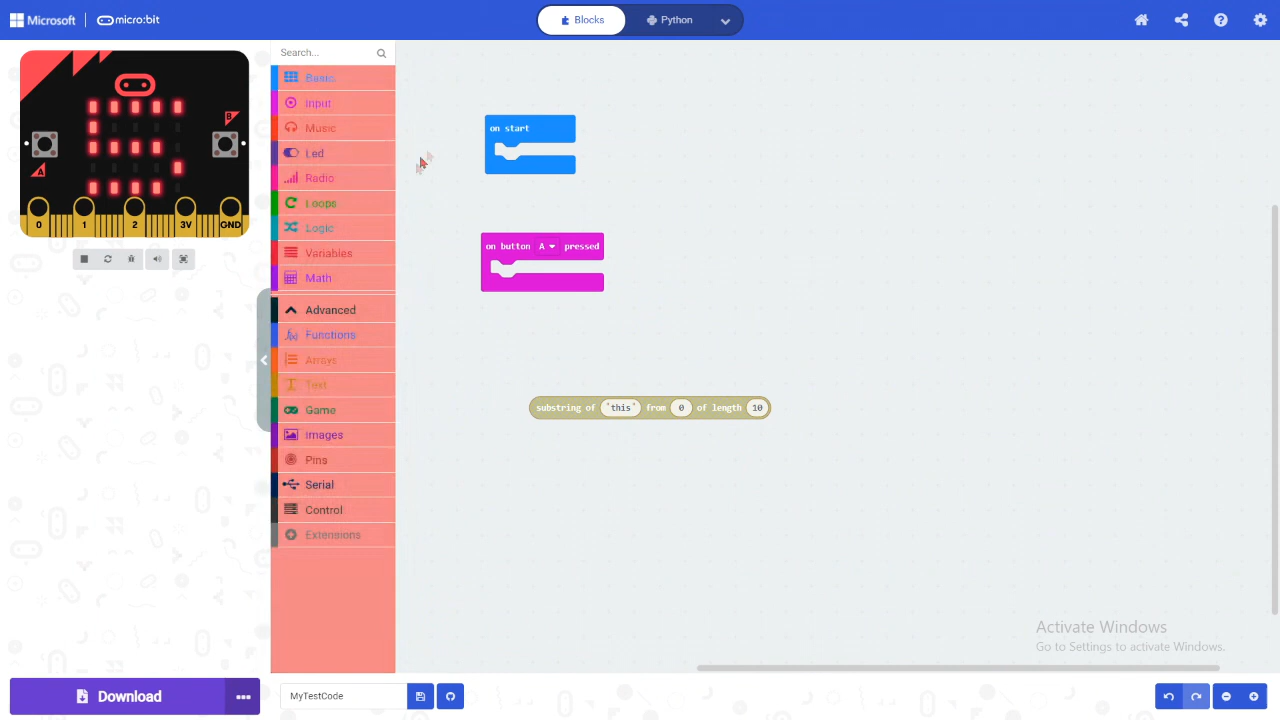 Microsoft
micro:bit
Blocks
Python
Search...
Basic
Input
Music
Led
Radio
Loops
Logic
Variables
Math
Advanced
Functions
Arrays
Text
Game
Images
Pins
Serial
Control
Extensions
A
B
0 1 2 3V GND
on start
on button A pressed
substring of "this" from 0 of length 10
Activate Windows
Go to Settings to activate Windows.
Download
MyTestCode